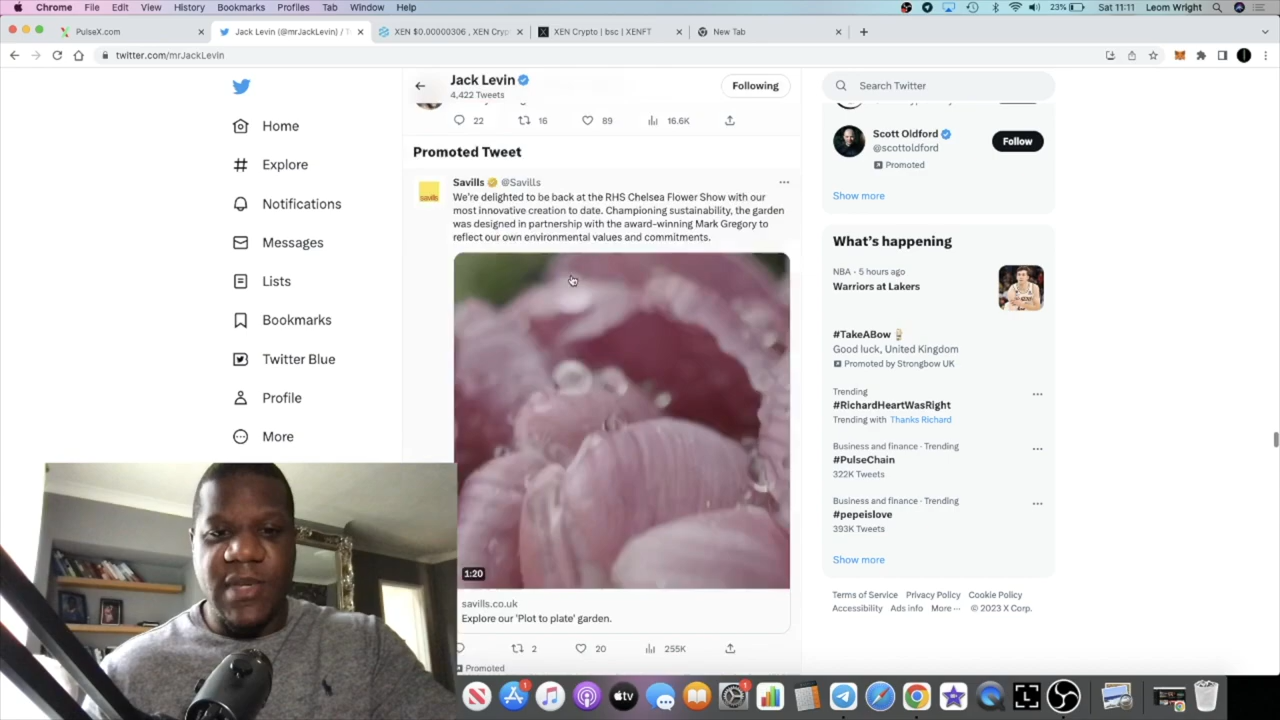 Chrome File Edit View History Bookmarks Profiles Tab Window Help
23% Sat 11:11 Leom Wright
PulseX.com
Jack Levin (@mrJackLevin) / T
XEN $0.00000306 , XEN Cryp
XEN Crypto | bsc | XENFT
New Tab
twitter.com/mrJackLevin
Home
Explore
Notifications
Messages
Lists
Bookmarks
Twitter Blue
Profile
More
Jack Levin
4,422 Tweets
Following
22 16 89 16.6K
Promoted Tweet
Savills @Savills
We're delighted to be back at the RHS Chelsea Flower Show with our
most innovative creation to date. Championing sustainability, the garden
was designed in partnership with the award-winning Mark Gregory to
reflect our own environmental values and commitments.
savills
1:20
savills.co.uk
Explore our 'Plot to plate' garden.
2 20 255K
Promoted
Search Twitter
Scott Oldford
@scottoldford
Promoted
Follow
Show more
What's happening
NBA · 5 hours ago
Warriors at Lakers
#TakeABow
Good luck, United Kingdom
Promoted by Strongbow UK
Trending
#RichardHeartWasRight
Trending with Thanks Richard
Business and finance · Trending
#PulseChain
322K Tweets
Business and finance · Trending
#pepeislove
393K Tweets
Show more
Terms of Service Privacy Policy Cookie Policy
Accessibility Ads info More ··· © 2023 X Corp.
1
tv
1
L